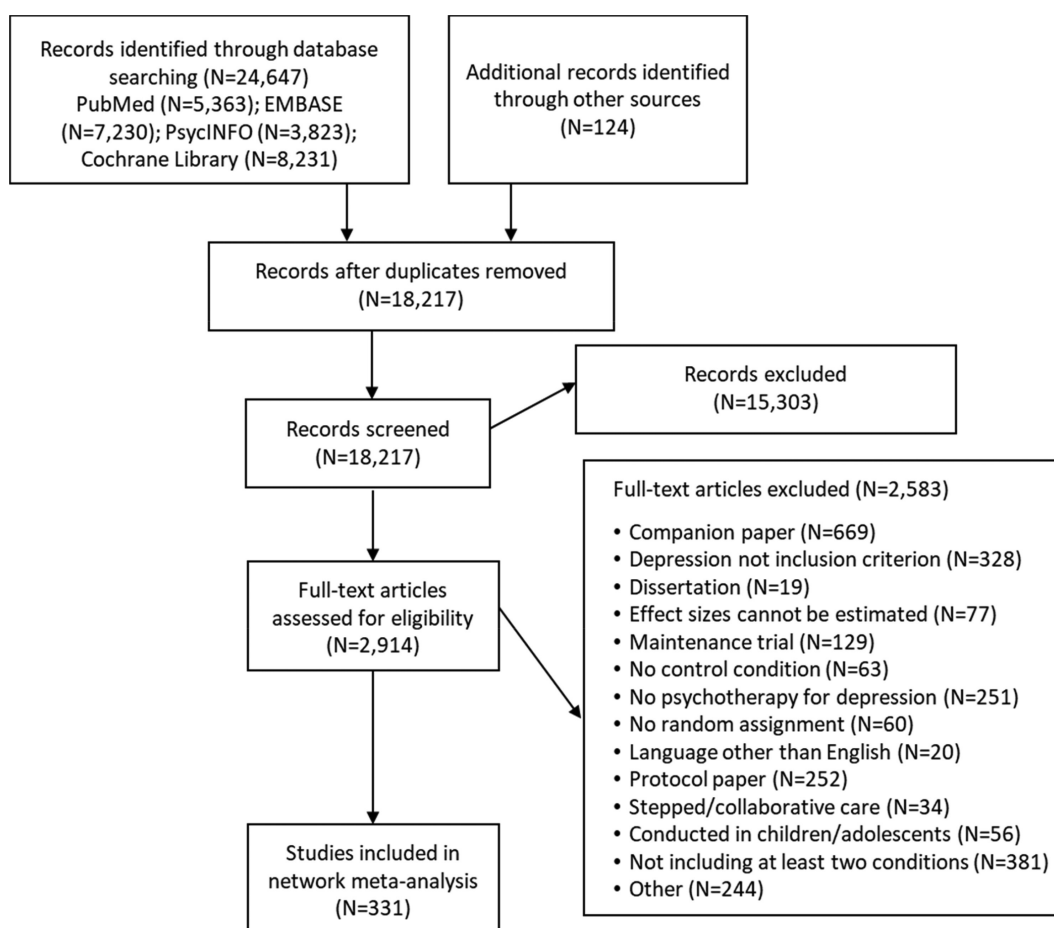 Records identified through database
searching (N=24,647)
PubMed (N=5,363); EMBASE
(N=7,230); PsycINFO (N=3,823);
Cochrane Library (N=8,231)
Additional records identified
through other sources
(N=124)
Records after duplicates removed
(N=18,217)
Records excluded
(N=15,303)
Records screened
(N=18,217)
Full-text articles excluded (N=2,583)
• Companion paper (N=669)
• Depression not inclusion criterion (N=328)
• Dissertation (N=19)
• Effect sizes cannot be estimated (N=77)
• Maintenance trial (N=129)
• No control condition (N=63)
• No psychotherapy for depression (N=251)
• No random assignment (N=60)
• Language other than English (N=20)
• Protocol paper (N=252)
• Stepped/collaborative care (N=34)
• Conducted in children/adolescents (N=56)
• Not including at least two conditions (N=381)
• Other (N=244)
Full-text articles
assessed for eligibility
(N=2,914)
Studies included in
network meta-analysis
(N=331)